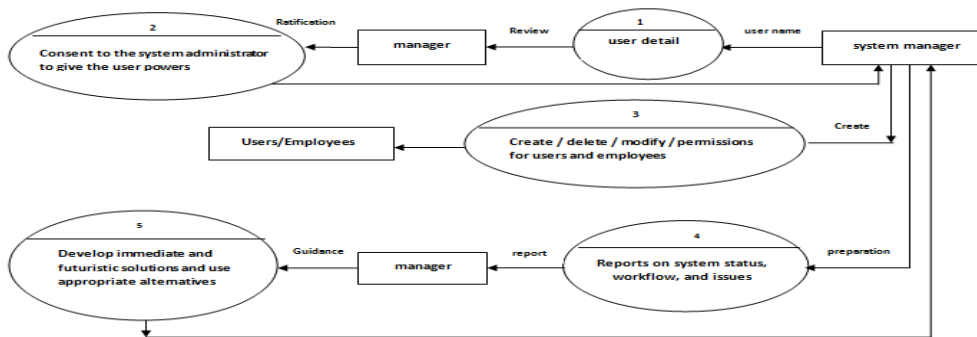 2
Consent to the system administrator
to give the user powers
Ratification
manager
Review
1
user detail
user name
system manager
Users/Employees
3
Create / delete / modify / permissions
for users and employees
Create
5
Develop immediate and
futuristic solutions and use
appropriate alternatives
Guidance
manager
report
4
Reports on system status,
workflow, and issues
preparation